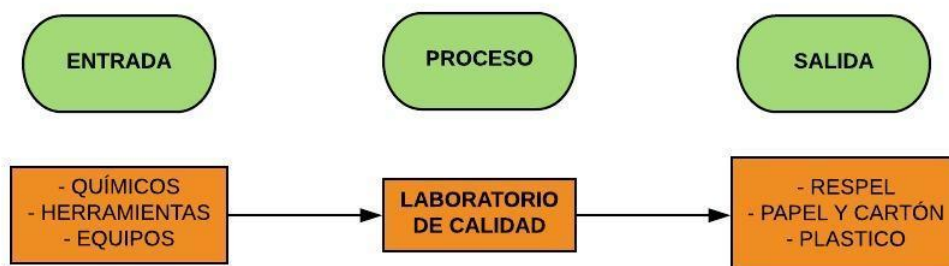 ENTRADA
PROCESO
SALIDA
- QUÍMICOS
- HERRAMIENTAS
- EQUIPOS
LABORATORIO
DE CALIDAD
- RESPEL
- PAPEL Y CARTÓN
- PLASTICO